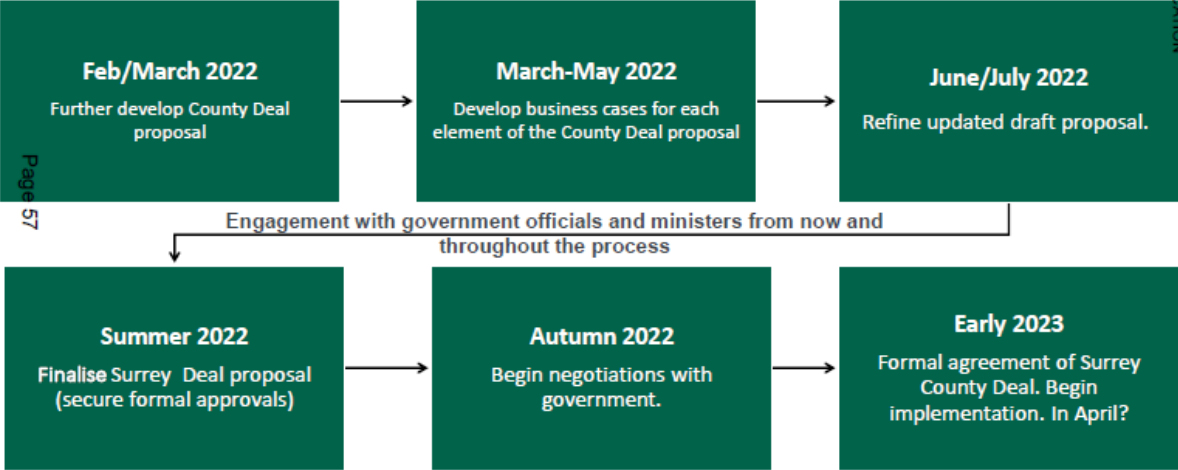 Feb/March 2022
Further develop County Deal
proposal
March-May 2022
Develop business cases for each
element of the County Deal proposal
June/July 2022
Refine updated draft proposal.
Page 57
Engagement with government officials and ministers from now and
throughout the process
Summer 2022
Finalise Surrey Deal proposal
(secure formal approvals)
Autumn 2022
Begin negotiations with
government.
Early 2023
Formal agreement of Surrey
County Deal. Begin
implementation. In April?